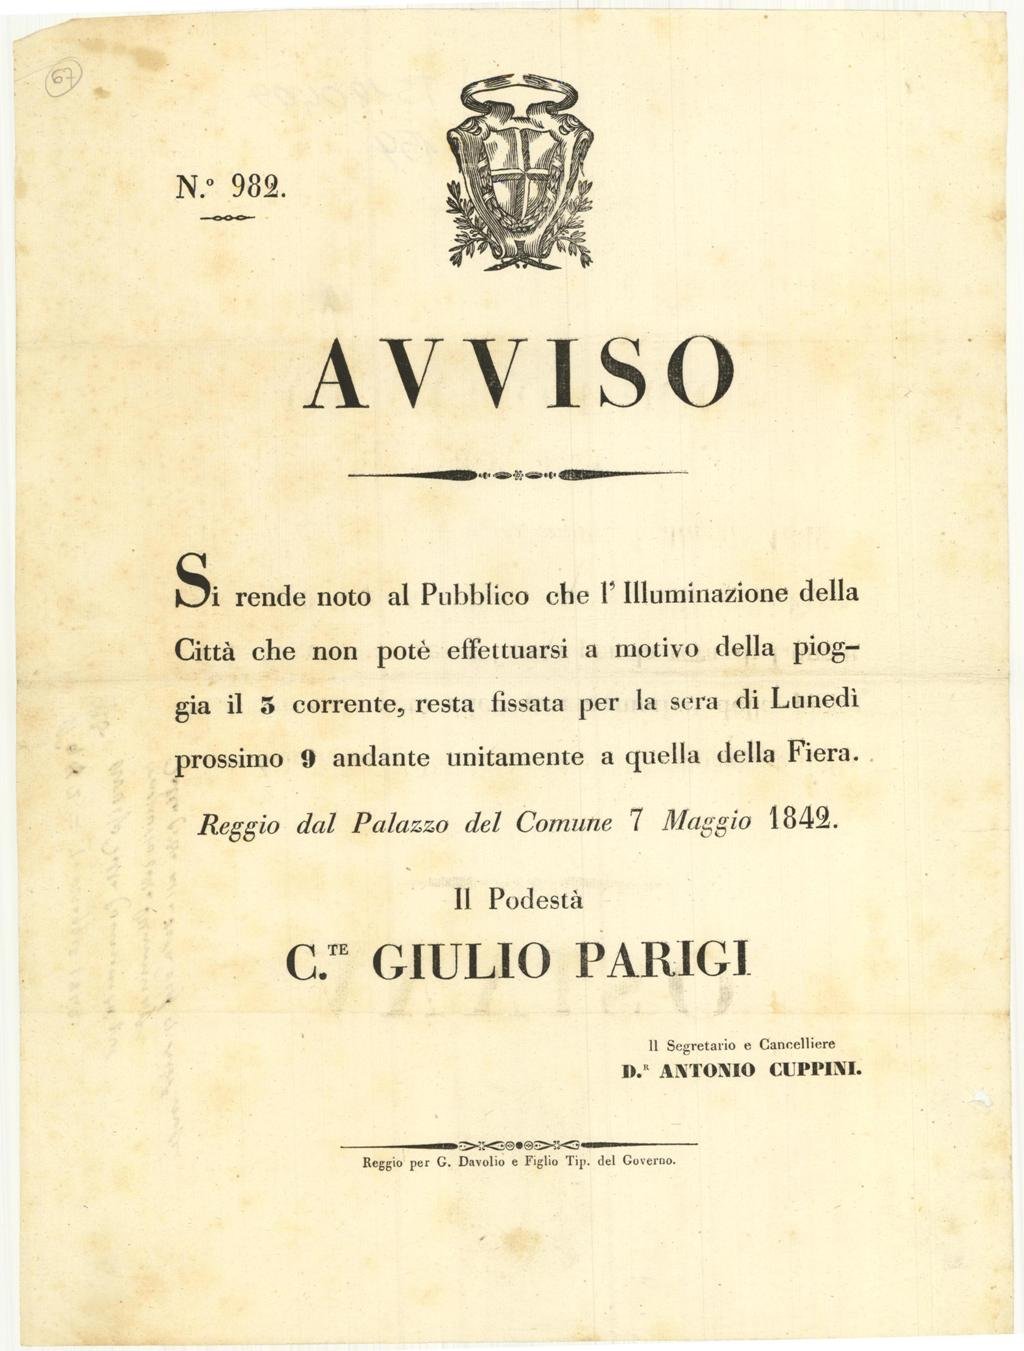 67
N.º 982.
AVVISO
Si rende noto al Pubblico che l' Illuminazione della
Città che non potè effettuarsi a motivo della piog-
gia il 3 corrente, resta fissata per la sera di Lunedì
prossimo 9 andante unitamente a quella della Fiera.
Reggio dal Palazzo del Comune 7 Maggio 1842.
Il Podestà
C.TE GIULIO PARIGI
Il Segretario e Cancelliere
D.R ANTONIO CUPPINI.
Reggio per G. Davolio e Figlio Tip. del Governo.